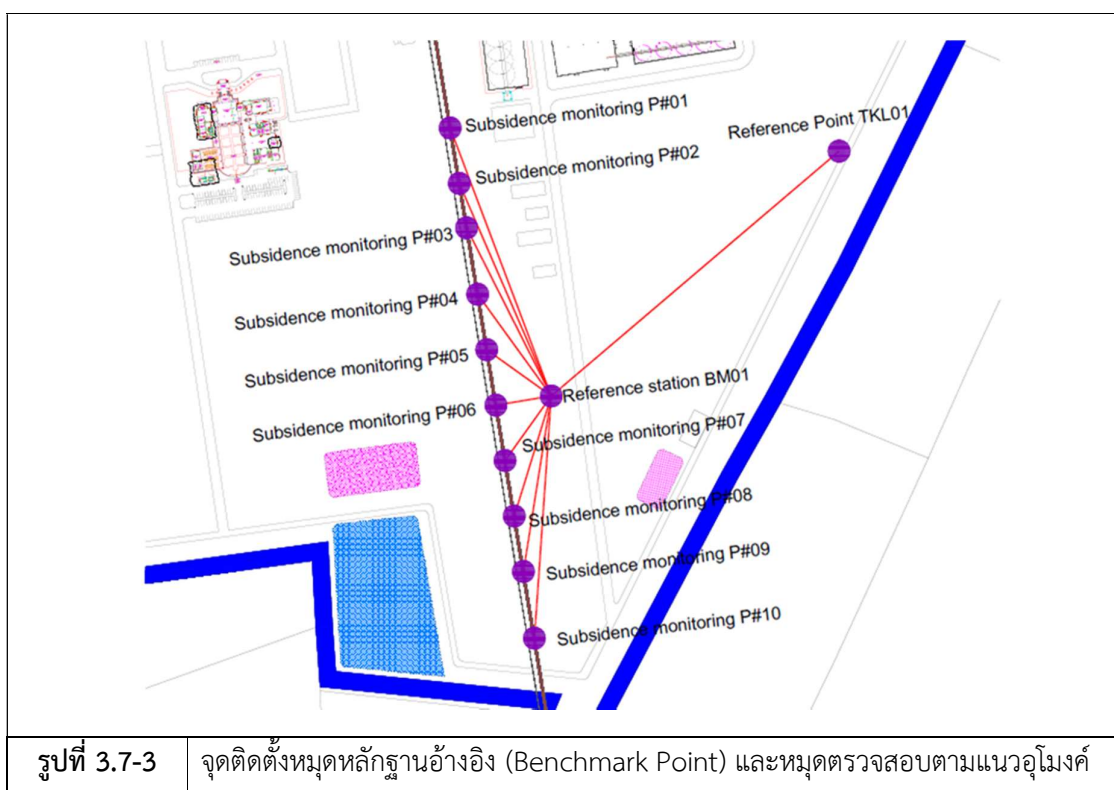 Subsidence monitoring P#01
Reference Point TKL01
Subsidence monitoring P#02
Subsidence monitoring P#03
Subsidence monitoring P#04
Subsidence monitoring P#05
Reference station BM01
Subsidence monitoring P#06
Subsidence monitoring P#07
Subsidence monitoring P#08
Subsidence monitoring P#09
Subsidence monitoring P#10
รูปที่ 3.7-3
จุดติดตั้งหมุดหลักฐานอ้างอิง (Benchmark Point) และหมุดตรวจสอบตามแนวอุโมงค์